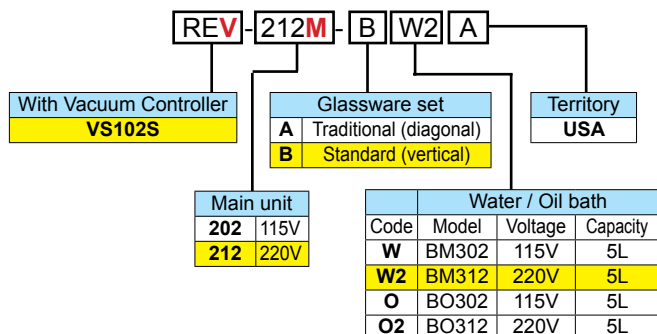 REV-212M-B W2 A
With Vacuum Controller
VS102S
Glassware set
A Traditional (diagonal)
B Standard (vertical)
Territory
USA
Main unit
202 115V
212 220V
Water / Oil bath
Code Model Voltage Capacity
W BM302 115V 5L
W2 BM312 220V 5L
O BO302 115V 5L
O2 BO312 220V 5L